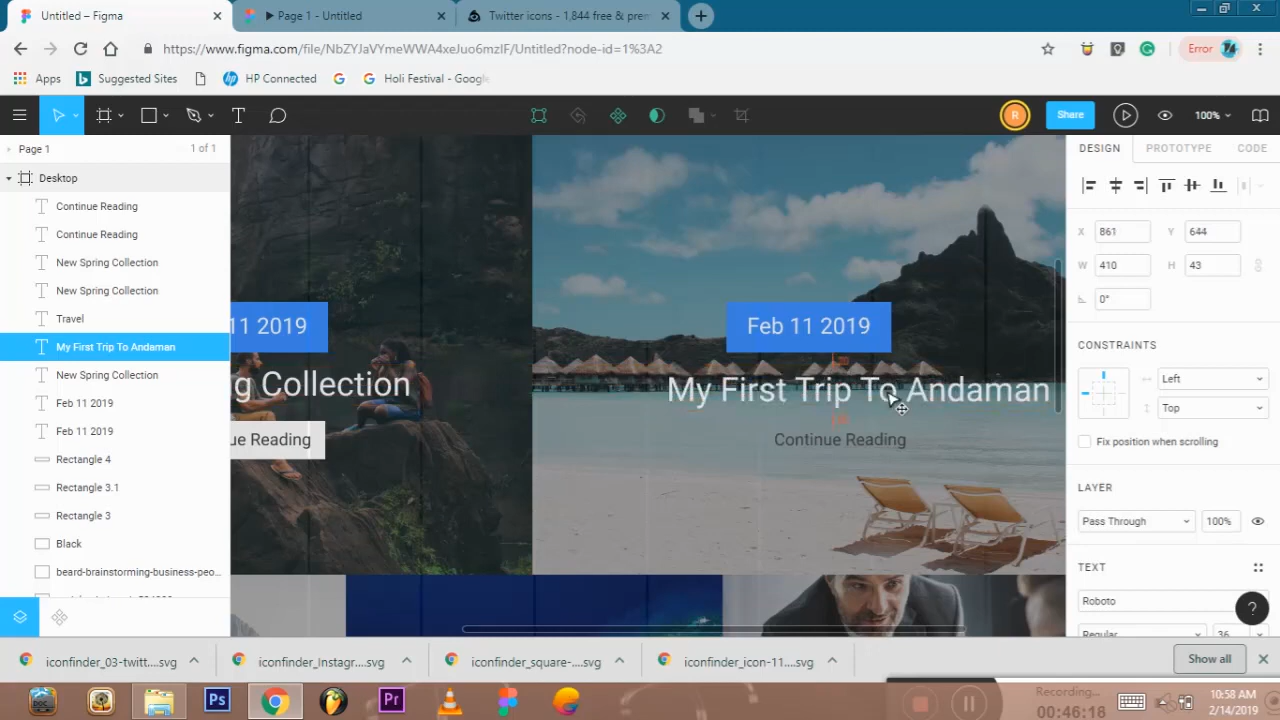 Untitled – Figma
Page 1 - Untitled
Twitter icons - 1,844 free & pren
https://www.figma.com/file/NbZYJaVYmeWWA4xeJuo6mzIF/Untitled?node-id=1%3A2
Error
Apps
Suggested Sites
HP Connected
Holi Festival - Google
R
Share
100%
Page 1
1 of 1
DESIGN
PROTOTYPE
CODE
Desktop
Continue Reading
Continue Reading
New Spring Collection
New Spring Collection
Travel
My First Trip To Andaman
New Spring Collection
Feb 11 2019
Feb 11 2019
Rectangle 4
Rectangle 3.1
Rectangle 3
Black
beard-brainstorming-business-peo...
11 2019
g Collection
ue Reading
Feb 11 2019
My First Trip To Andaman
Continue Reading
X 861 Y 644
W 410 H 43
0°
CONSTRAINTS
Left
Top
Fix position when scrolling
LAYER
Pass Through 100%
TEXT
Roboto
Regular 36
?
iconfinder_03-twitt....svg
iconfinder_Instagr....svg
iconfinder_square-....svg
iconfinder_icon-11....svg
Show all
DOC
Ps
Pr
Recording...
00:46:18
10:58 AM
2/14/2019